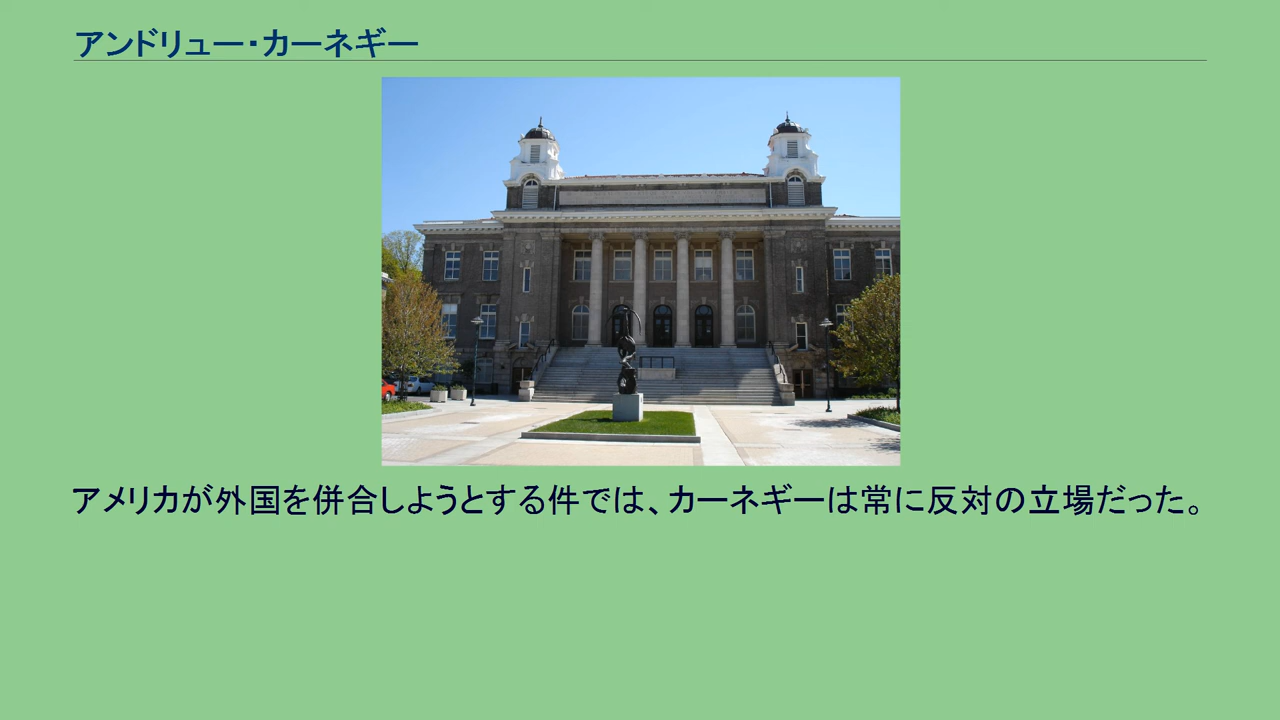 アンドリュー・カーネギー
アメリカが外国を併合しようとする件では、カーネギーは常に反対の立場だった。